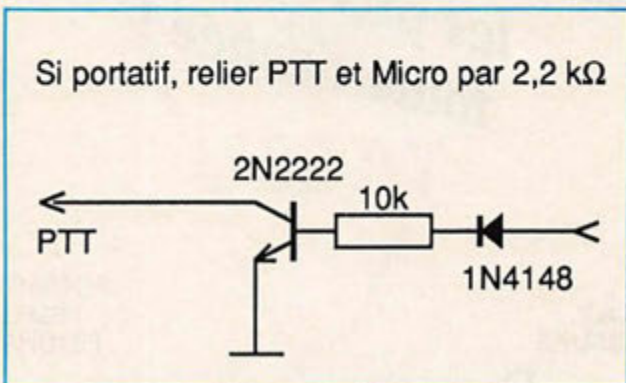 Si portatif, relier PTT et Micro par 2,2 kΩ
2N2222
10k
PTT
1N4148